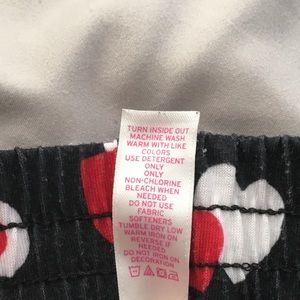 TURN INSIDE OUT
MACHINE WASH
WARM WITH LIKE
COLORS
USE DETERGENT
ONLY
ONLY
NON-CHLORINE
BLEACH WHEN
NEEDED
DO NOT USE
FABRIC
SOFTENERS
TUMBLE DRY LOW
WARM IRON ON
REVERSE IF
NEEDED
DO NOT IRON ON
DECORATION